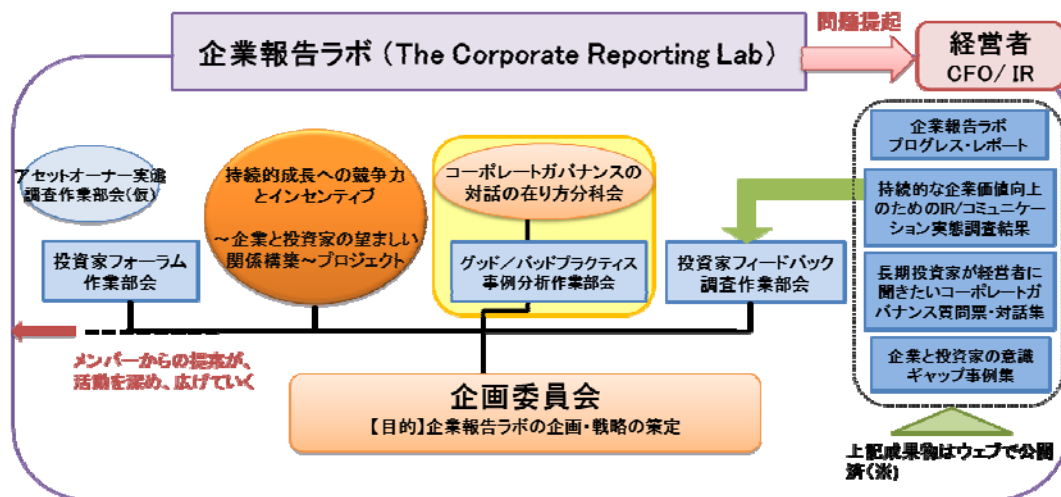 企業報告ラボ（The Corporate Reporting Lab）
問題提起
経営者
CFO/ IR
アセットオーナー実態
調査作業部会(仮)
持続的成長への競争力
とインセンティブ
～企業と投資家の望ましい
関係構築～プロジェクト
コーポレートガバナンスの
対話の在り方分科会
投資家フォーラム
作業部会
グッド／バッドプラクティス
事例分析作業部会
投資家フィードバック
調査作業部会
企業報告ラボ
プログレス・レポート
持続的な企業価値向上
のためのIR/コミュニケー
ション実態調査結果
長期投資家が経営者に
聞きたいコーポレートガ
バナンス質問票・対話集
企業と投資家の意識
ギャップ事例集
メンバーからの提案が、
活動を深め、広げていく
企画委員会
【目的】企業報告ラボの企画・戦略の策定
上記成果物はウェブで公開
済(※)